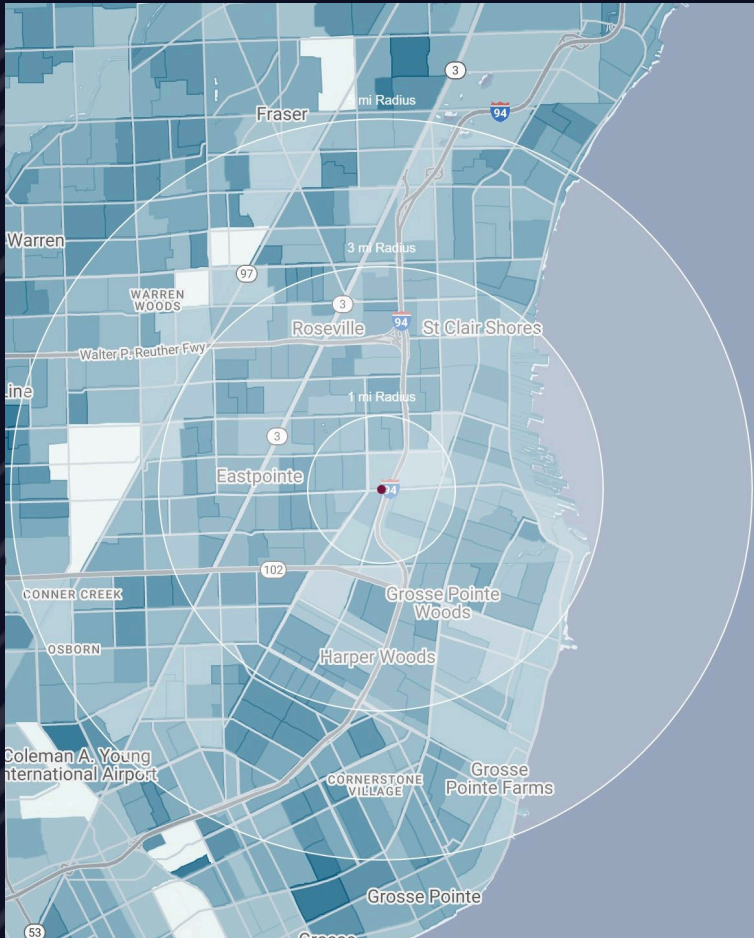 3
mi Radius
94
Fraser
Warren
3 mi Radius
97
WARREN
WOODS
3
94
Roseville
St Clair Shores
Walter P. Reuther Fwy
Line
1 mi Radius
3
Eastpointe
94
102
CONNER CREEK
Grosse Pointe
Woods
OSBORN
Harper Woods
Coleman A. Young
nternational Airport
Grosse
Pointe Farms
CORNERSTONE
VILLAGE
Grosse Pointe
53
Grosse